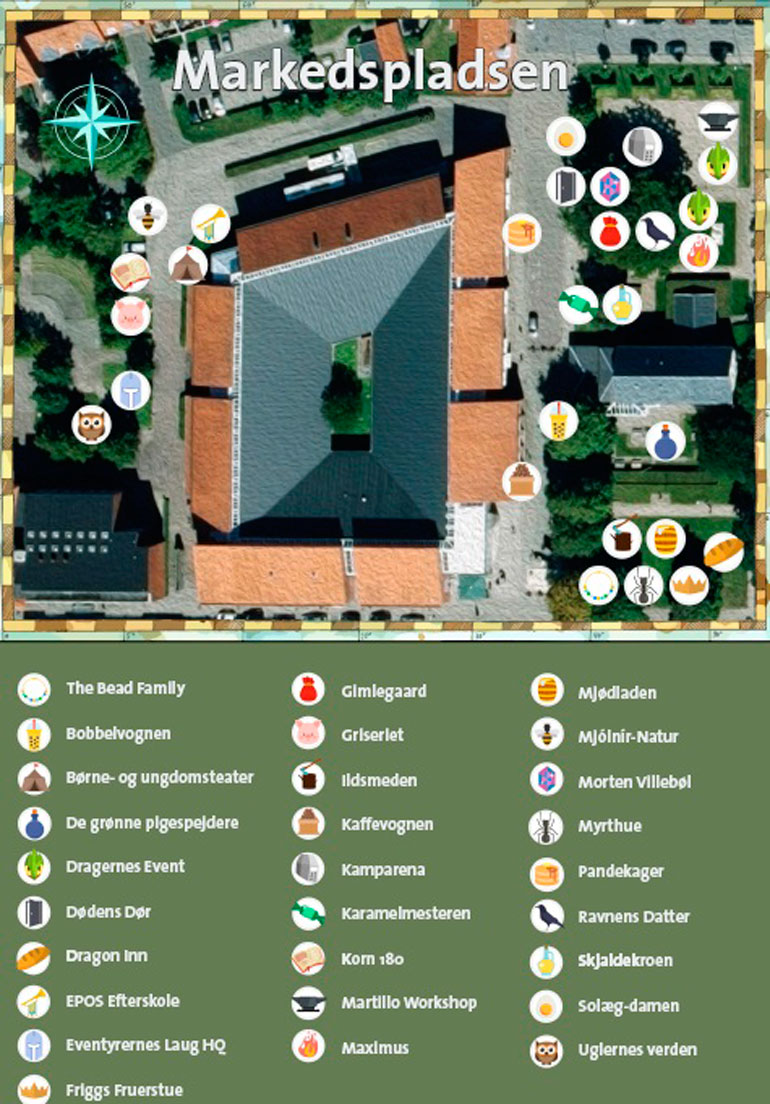 Markedspladsen
The Bead Family
Bobbelvognen
Børne- og ungdomsteater
De grønne pigespejdere
Dragernes Event
Dødens Dør
Dragon Inn
EPOS Efterskole
Eventyrernes Laug HQ
Friggs Fruerstue
Gimlegaard
Griseriet
Ildsmeden
Kaffevognen
Kamparena
Karamelmesteren
Korn 180
Martillo Workshop
Maximus
Mjødladen
Mjólnir-Natur
Morten Villebøl
Myrthue
Pandekager
Ravnens Datter
Skjaldekroen
Solæg-damen
Uglernes verden